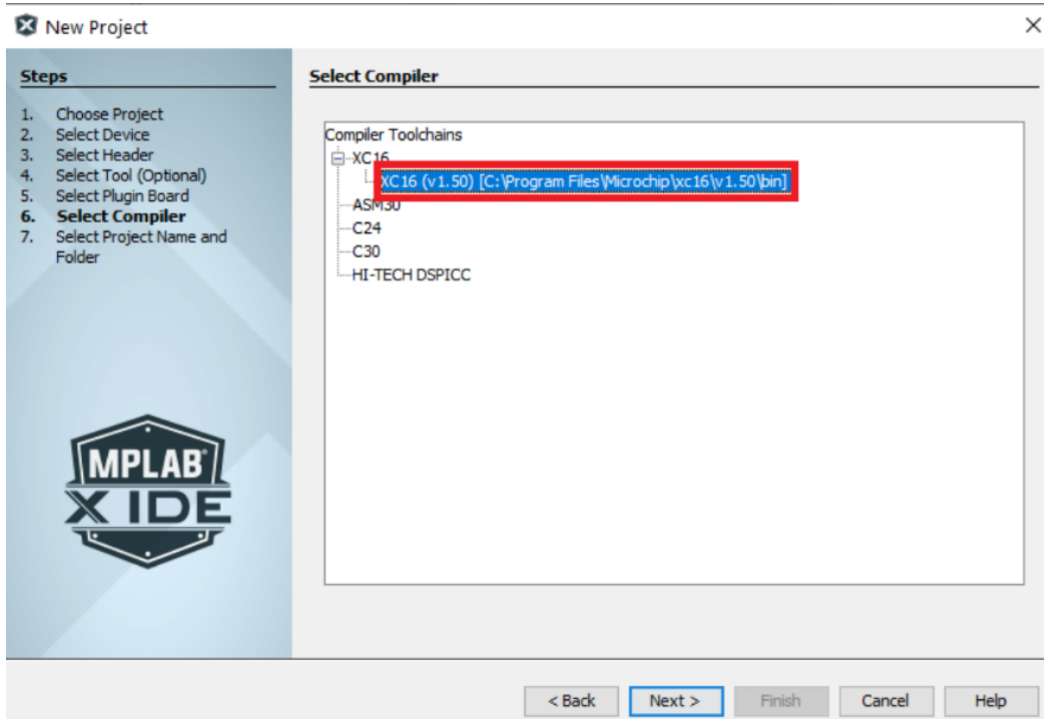 New Project
Steps
1. Choose Project
2. Select Device
3. Select Header
4. Select Tool (Optional)
5. Select Plugin Board
6. Select Compiler
7. Select Project Name and
Folder
MPLAB
X IDE
Select Compiler
Compiler Toolchains
XC16
XC16 (v1.50) [C:\Program Files\Microchip\xc16\v1.50\bin]
ASM30
C24
C30
HI-TECH DSPICC
< Back
Next >
Finish
Cancel
Help